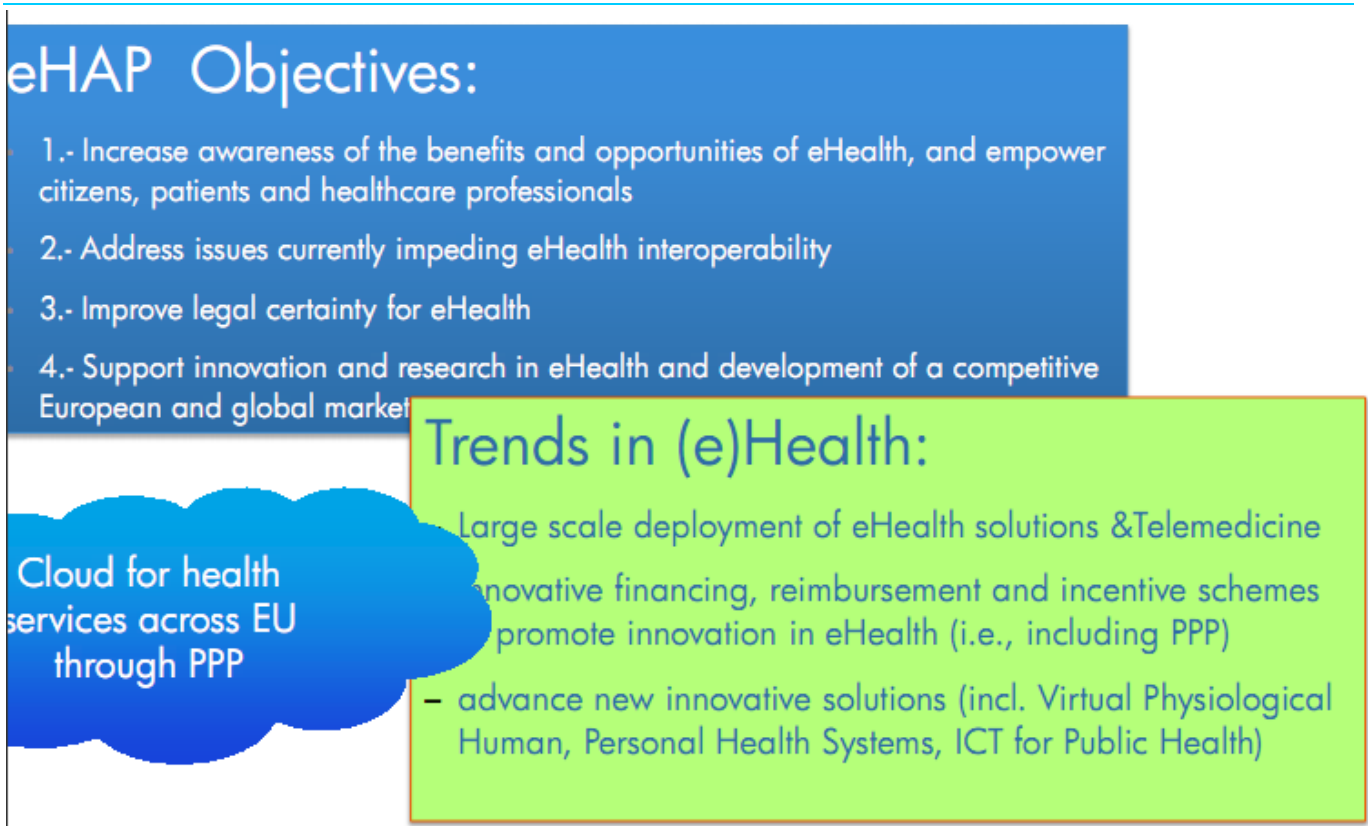 eHAP Objectives:
1.- Increase awareness of the benefits and opportunities of eHealth, and empower
citizens, patients and healthcare professionals
2.- Address issues currently impeding eHealth interoperability
3.- Improve legal certainty for eHealth
4.- Support innovation and research in eHealth and development of a competitive
European and global market
Trends in (e)Health:
Large scale deployment of eHealth solutions &Telemedicine
nnovative financing, reimbursement and incentive schemes
promote innovation in eHealth (i.e., including PPP)
– advance new innovative solutions (incl. Virtual Physiological
Human, Personal Health Systems, ICT for Public Health)
Cloud for health
services across EU
through PPP